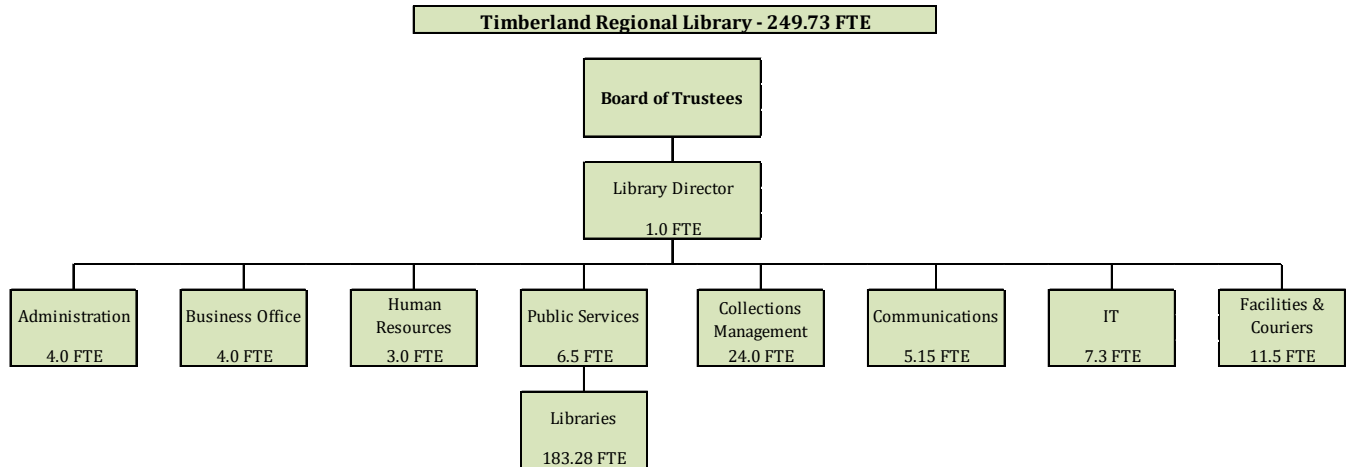 Timberland Regional Library - 249.73 FTE
Board of Trustees
Library Director
1.0 FTE
Administration
4.0 FTE
Business Office
4.0 FTE
Human
Resources
3.0 FTE
Public Services
6.5 FTE
Collections
Management
24.0 FTE
Communications
5.15 FTE
IT
7.3 FTE
Facilities &
Couriers
11.5 FTE
Libraries
183.28 FTE